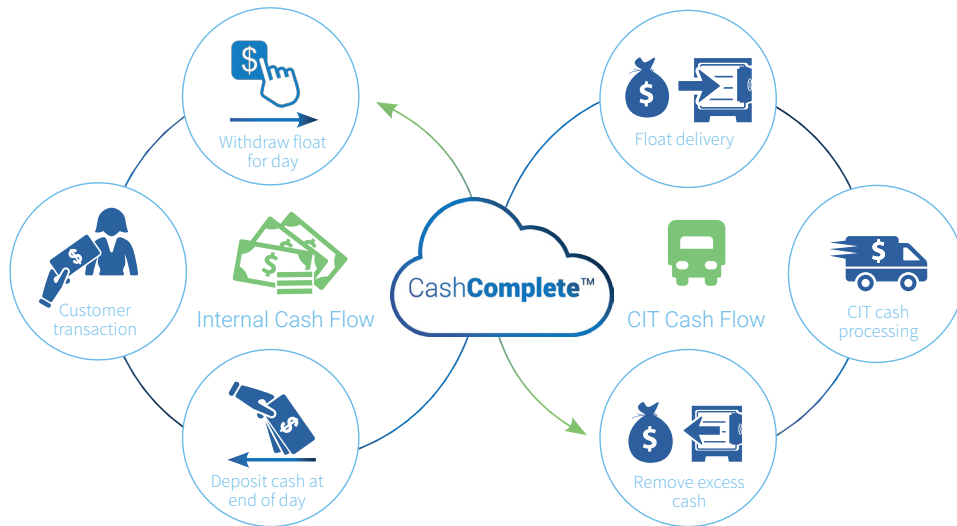 $
Withdraw float
for day
$
Float delivery
$
Customer
transaction
$
Internal Cash Flow
CashComplete™
CIT Cash Flow
$
CIT cash
processing
$
Deposit cash at
end of day
$
Remove excess
cash